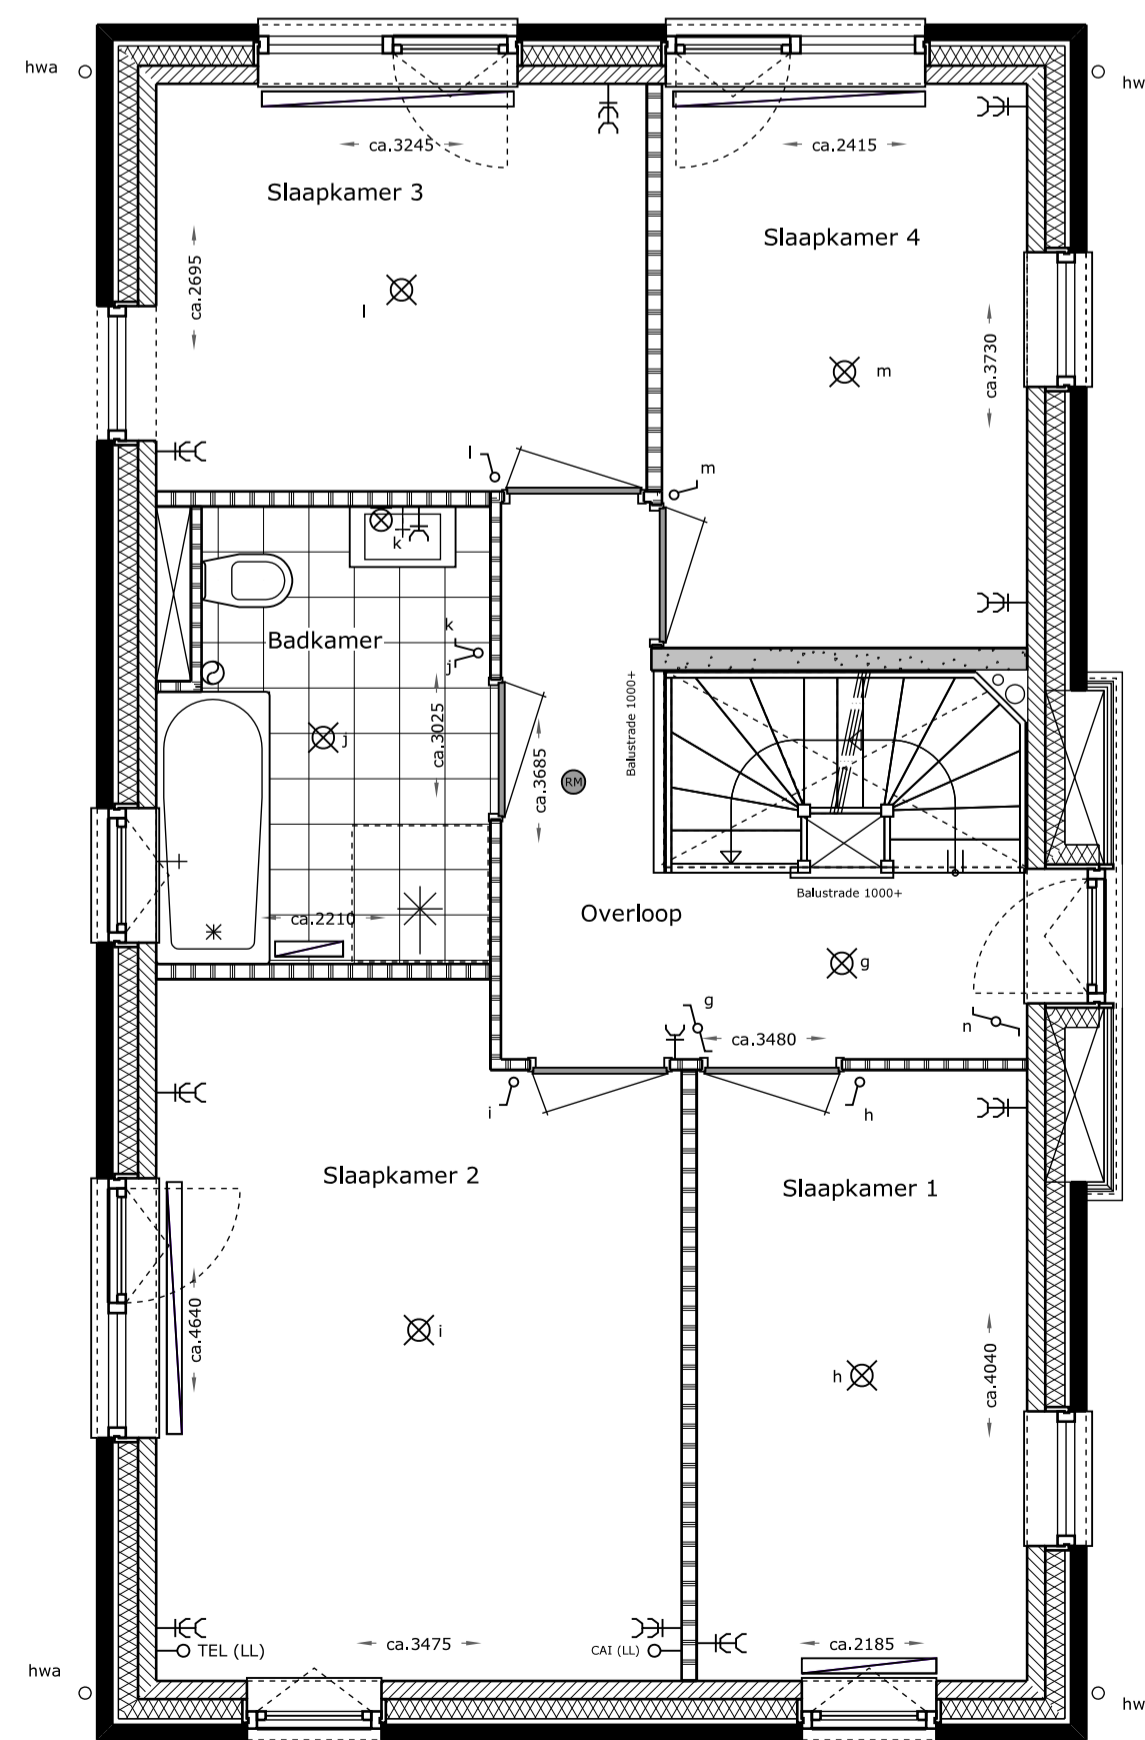 hwa
hw
ca.3245
ca.2415
Slaapkamer 3
Slaapkamer 4
ca.2695
l
ca.3730
m
l
m
k
Badkamer
k
j
j
ca.3025
ca.3685
RM
Balustrade 1000+
Balustrade 1000+
ca.2210
Overloop
g
g
n
ca.3480
i
h
Slaapkamer 2
Slaapkamer 1
ca.4640
i
h
ca.4040
TEL (LL)
ca.3475
CAI (LL)
ca.2185
hwa
hw